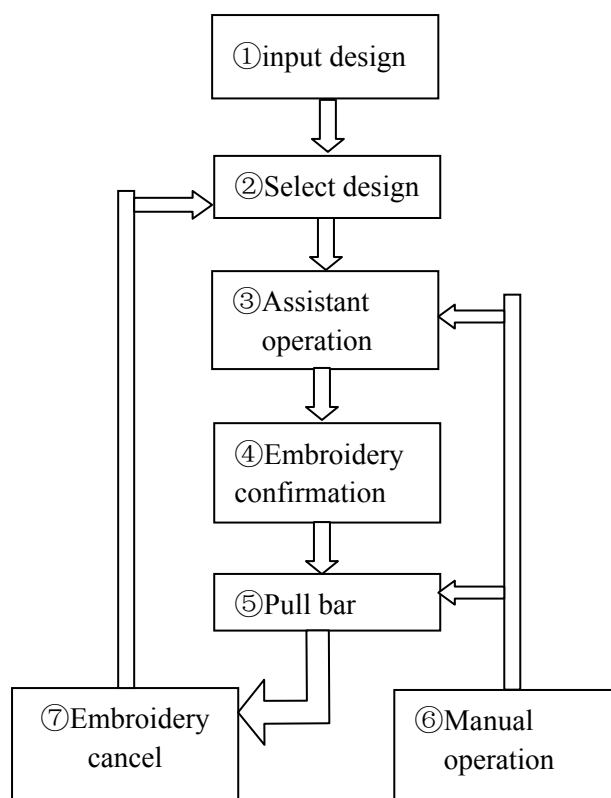 ①input design
②Select design
③Assistant
operation
④Embroidery
confirmation
⑤Pull bar
⑦Embroidery
cancel
⑥Manual
operation